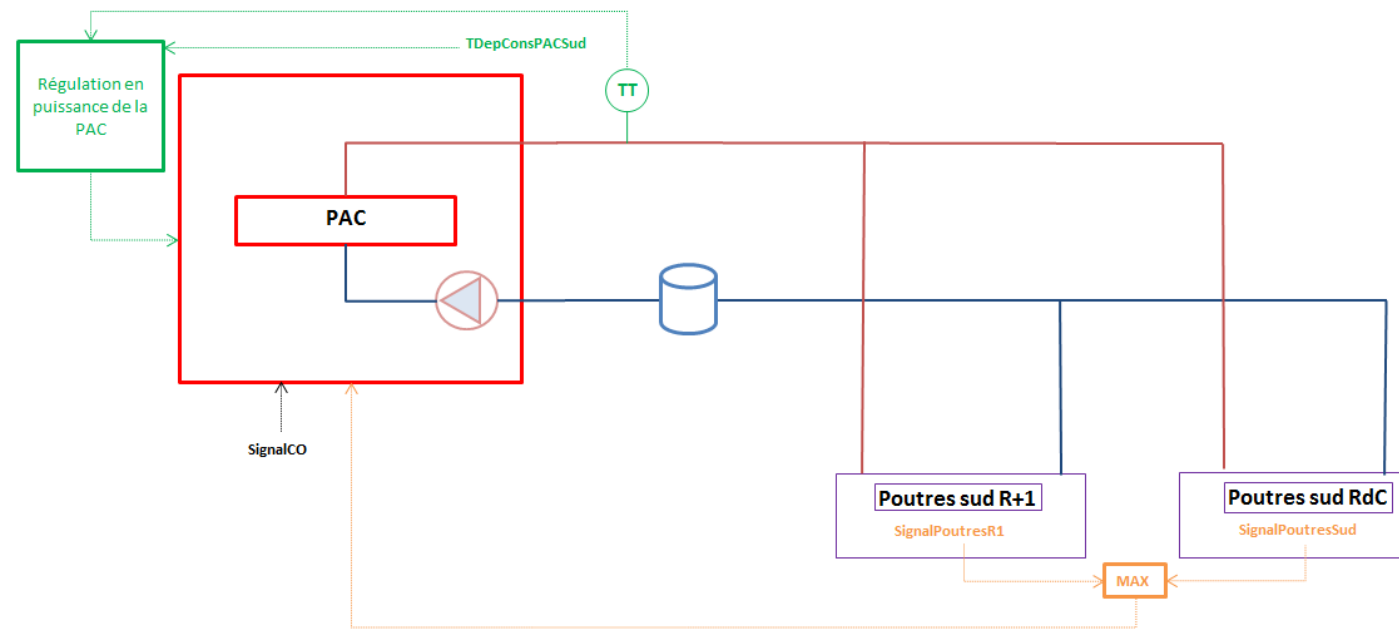 TDepConsPACSud
Régulation en
puissance de la
PAC
TT
PAC
SignalCO
Poutres sud R+1
SignalPoutresR1
Poutres sud RdC
SignalPoutresSud
MAX